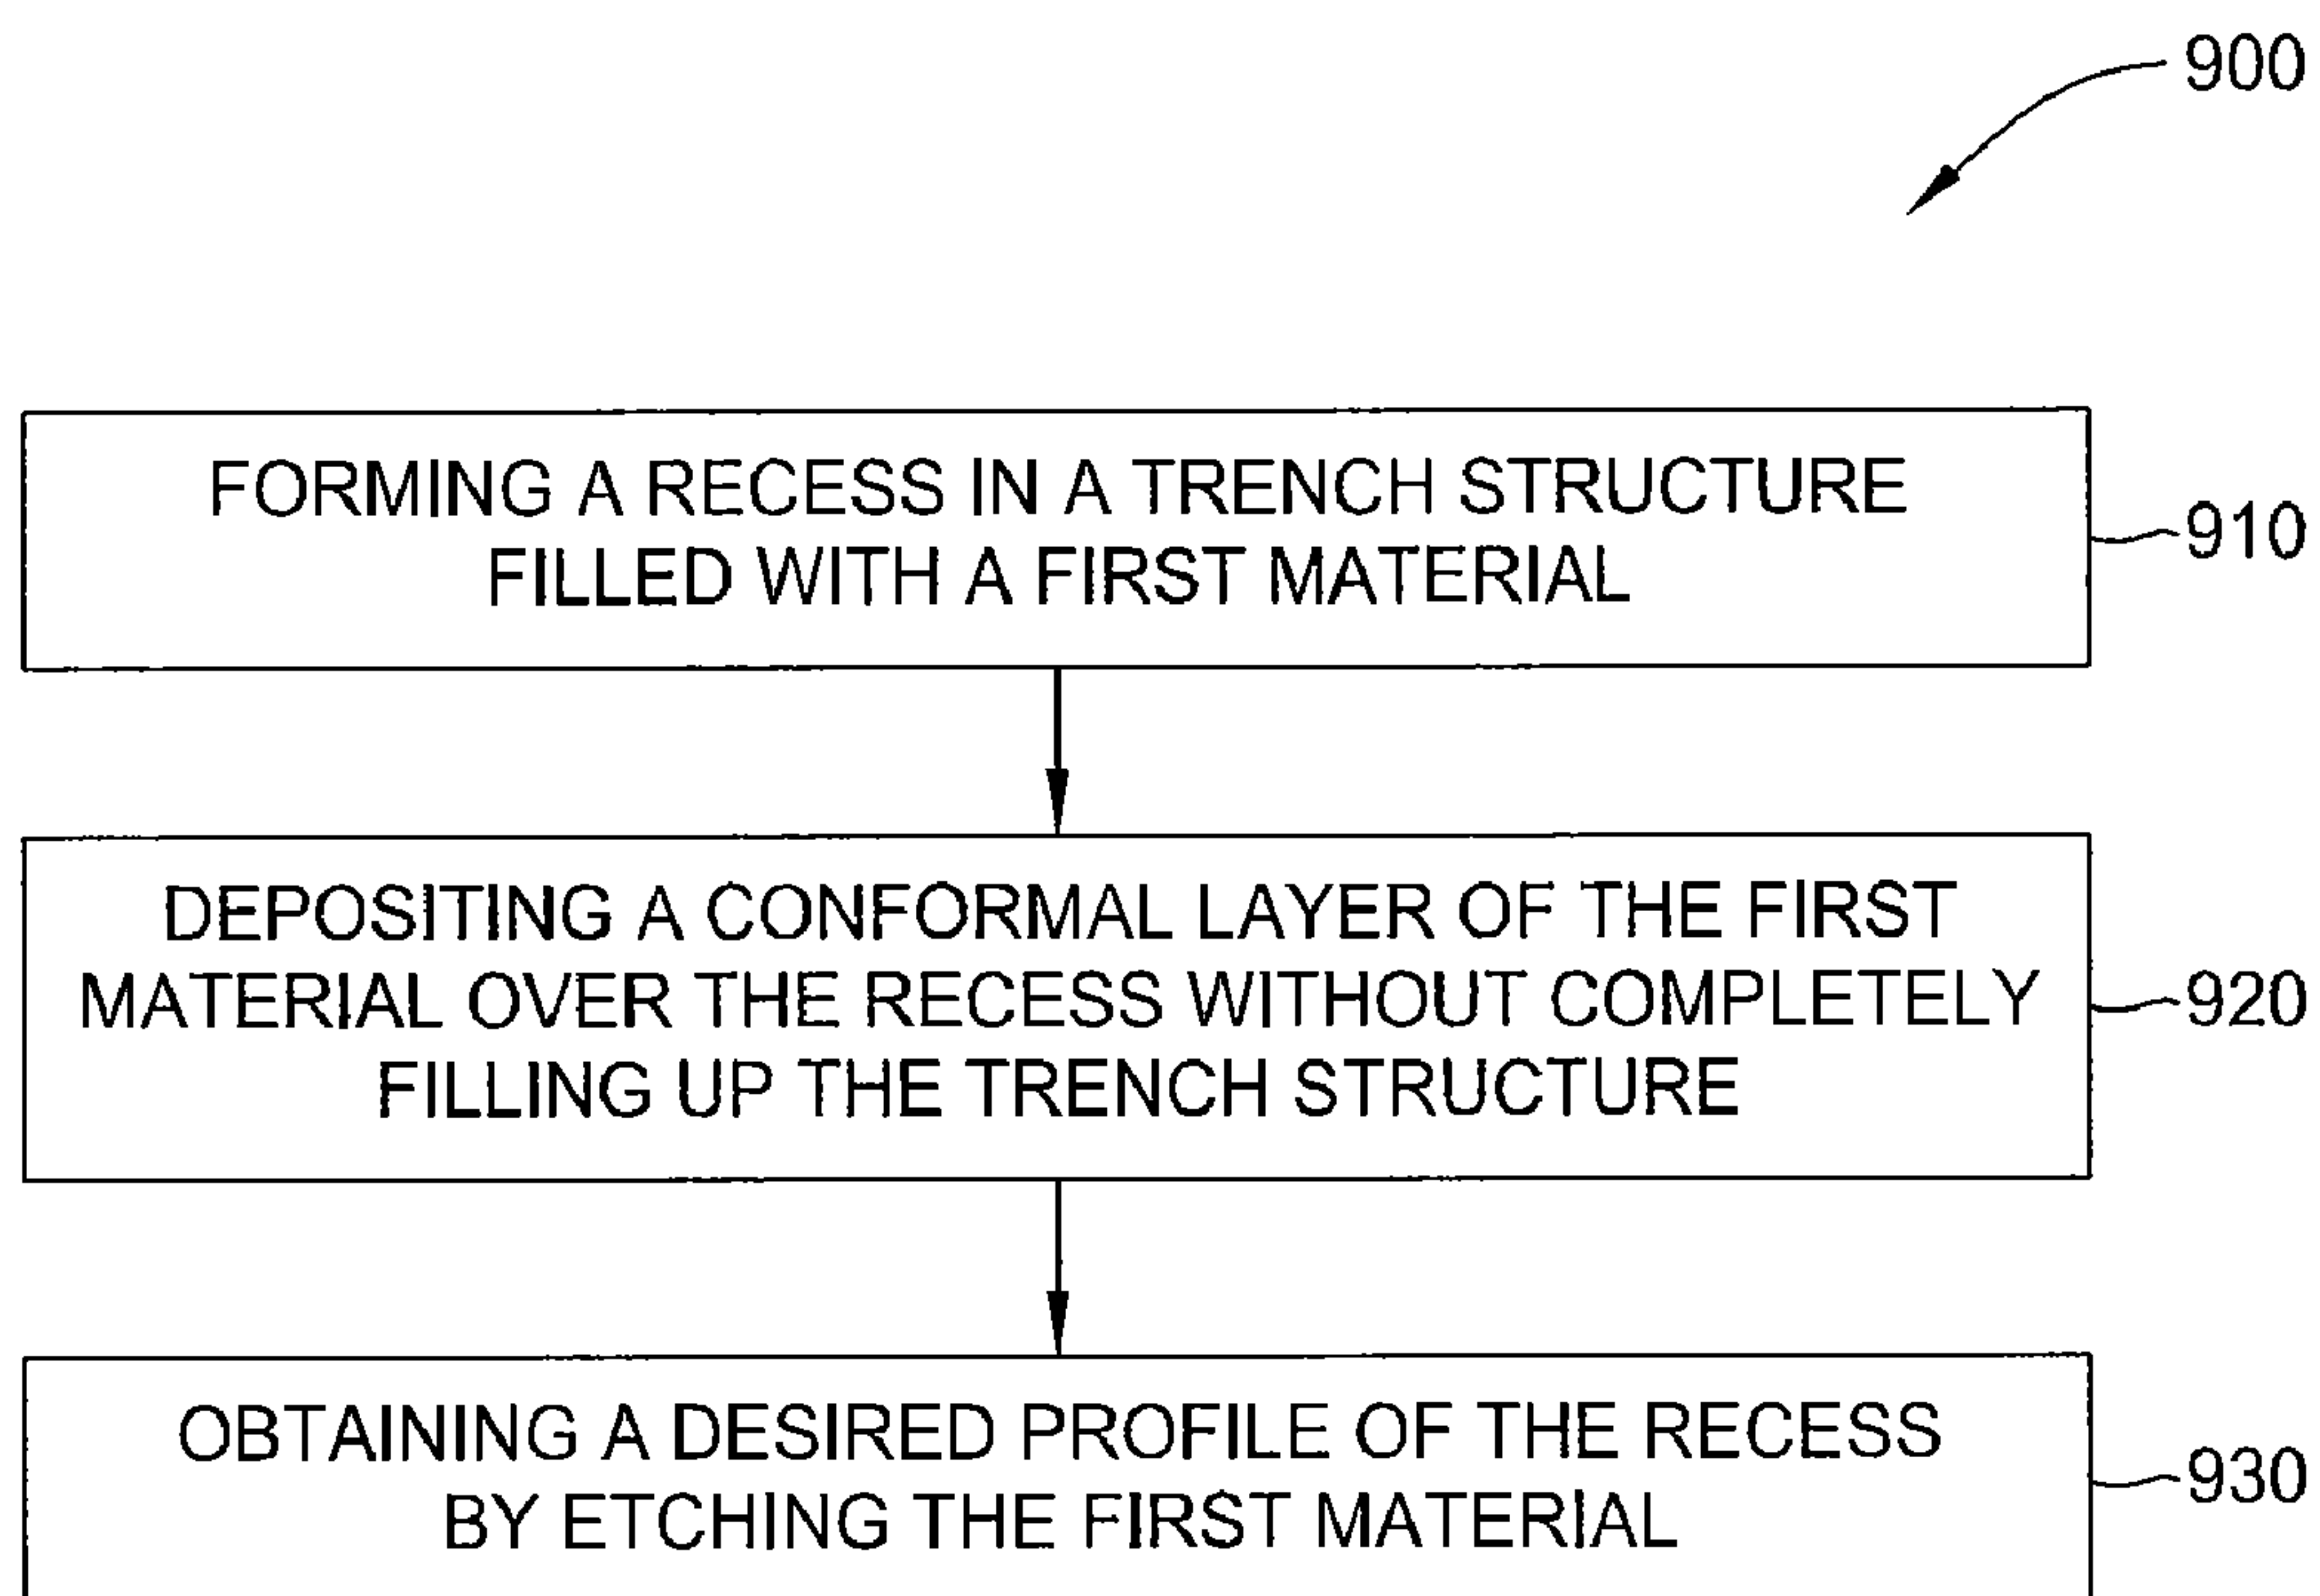 900
FORMING A RECESS IN A TRENCH STRUCTURE
FILLED WITH A FIRST MATERIAL
910
DEPOSITING A CONFORMAL LAYER OF THE FIRST
MATERIAL OVER THE RECESS WITHOUT COMPLETELY
FILLING UP THE TRENCH STRUCTURE
920
OBTAINING A DESIRED PROFILE OF THE RECESS
BY ETCHING THE FIRST MATERIAL
930